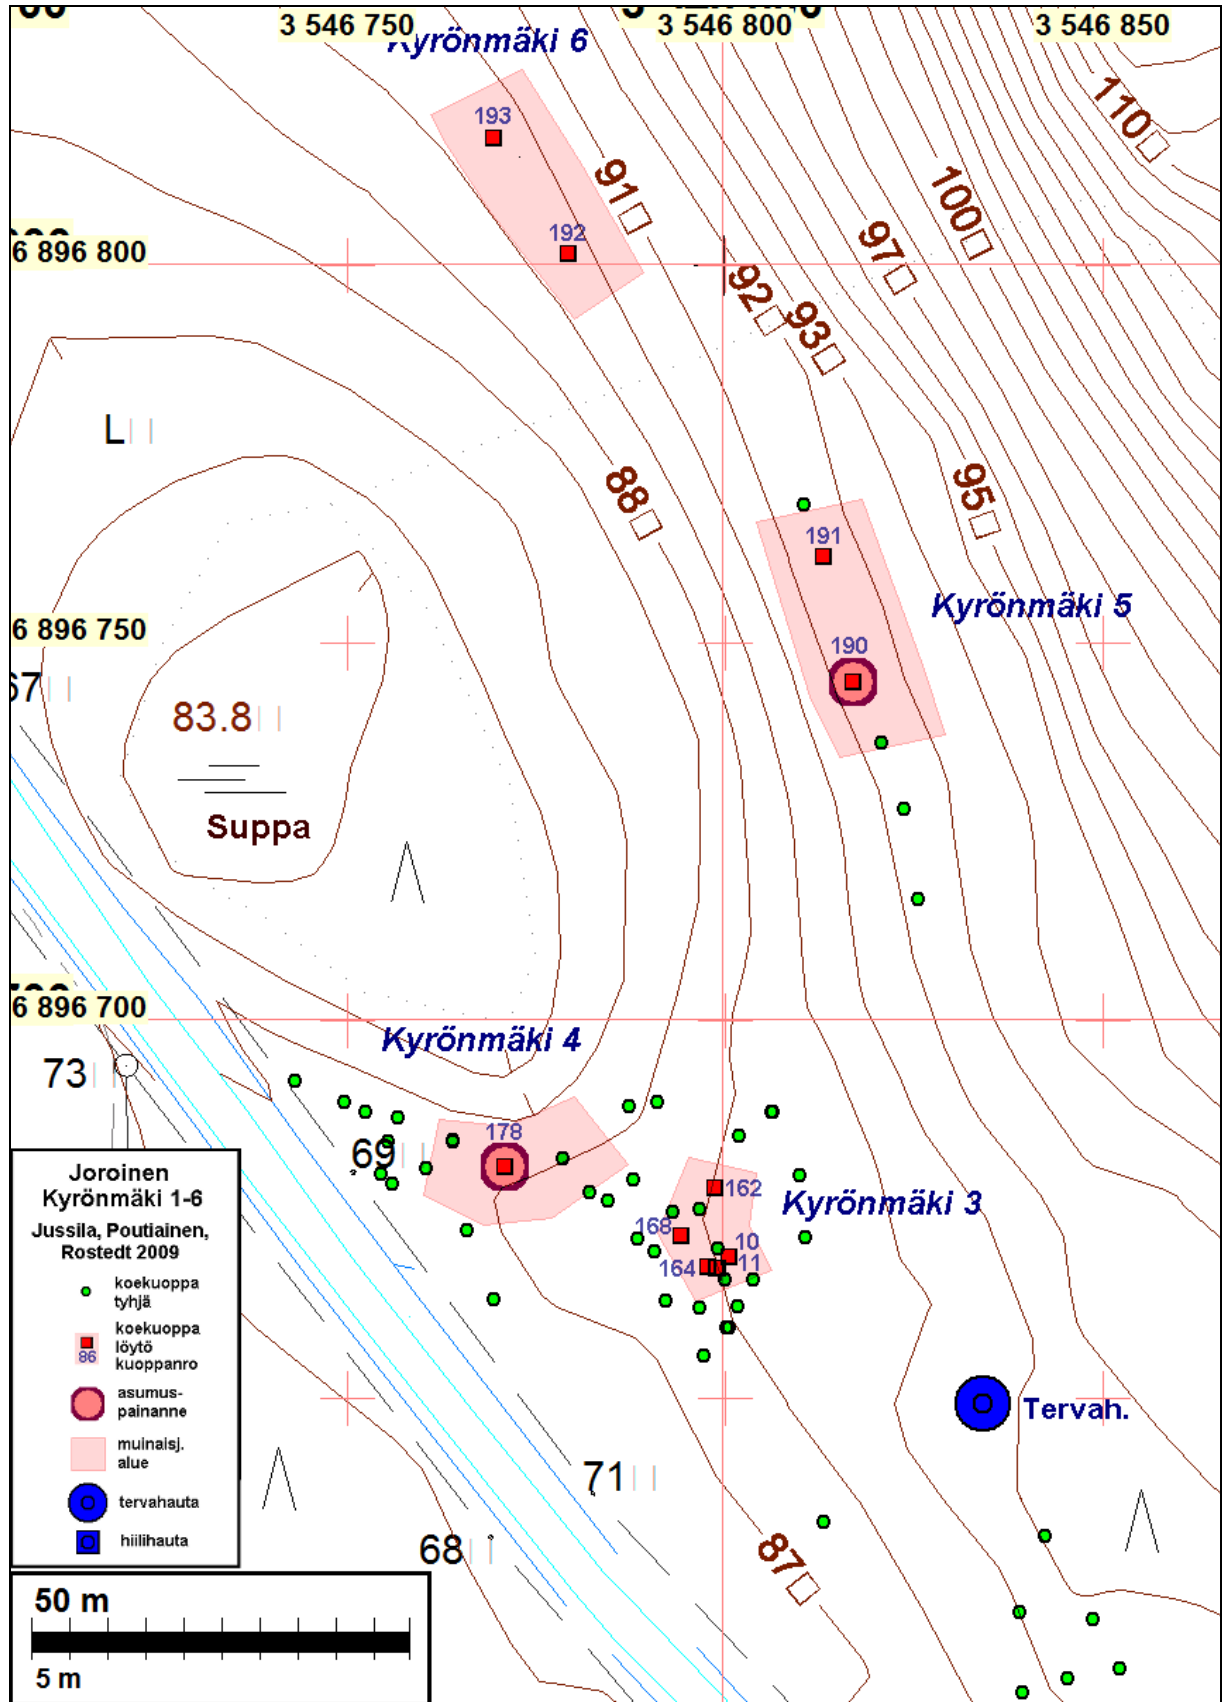 3 546 750
3 546 800
3 546 850
Kyrönmäki 6
193
110
91
100
192
97
6 896 800
92
93
L
88
95
191
Kyrönmäki 5
6 896 750
190
67
83.8
Suppa
6 896 700
Kyrönmäki 4
73
178
69
162
Kyrönmäki 3
168
10
11
164
Joroinen
Kyrönmäki 1-6
Jussila, Poutiainen,
Rostedt 2009
koekuoppa
tyhjä
koekuoppa
löytö
kuoppanro
86
asumus-
painanne
muinaisj.
alue
tervahauta
hiilihauta
Tervah.
71
68
87
50 m
5 m